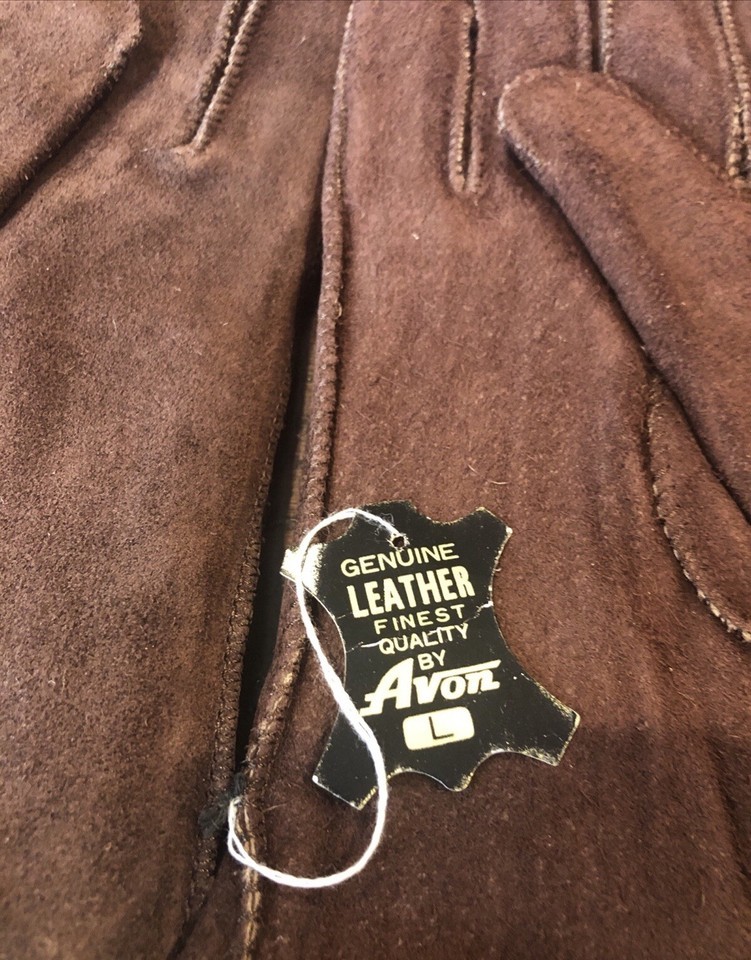 GENUINE
LEATHER
FINEST
QUALITY
BY
Avon
L